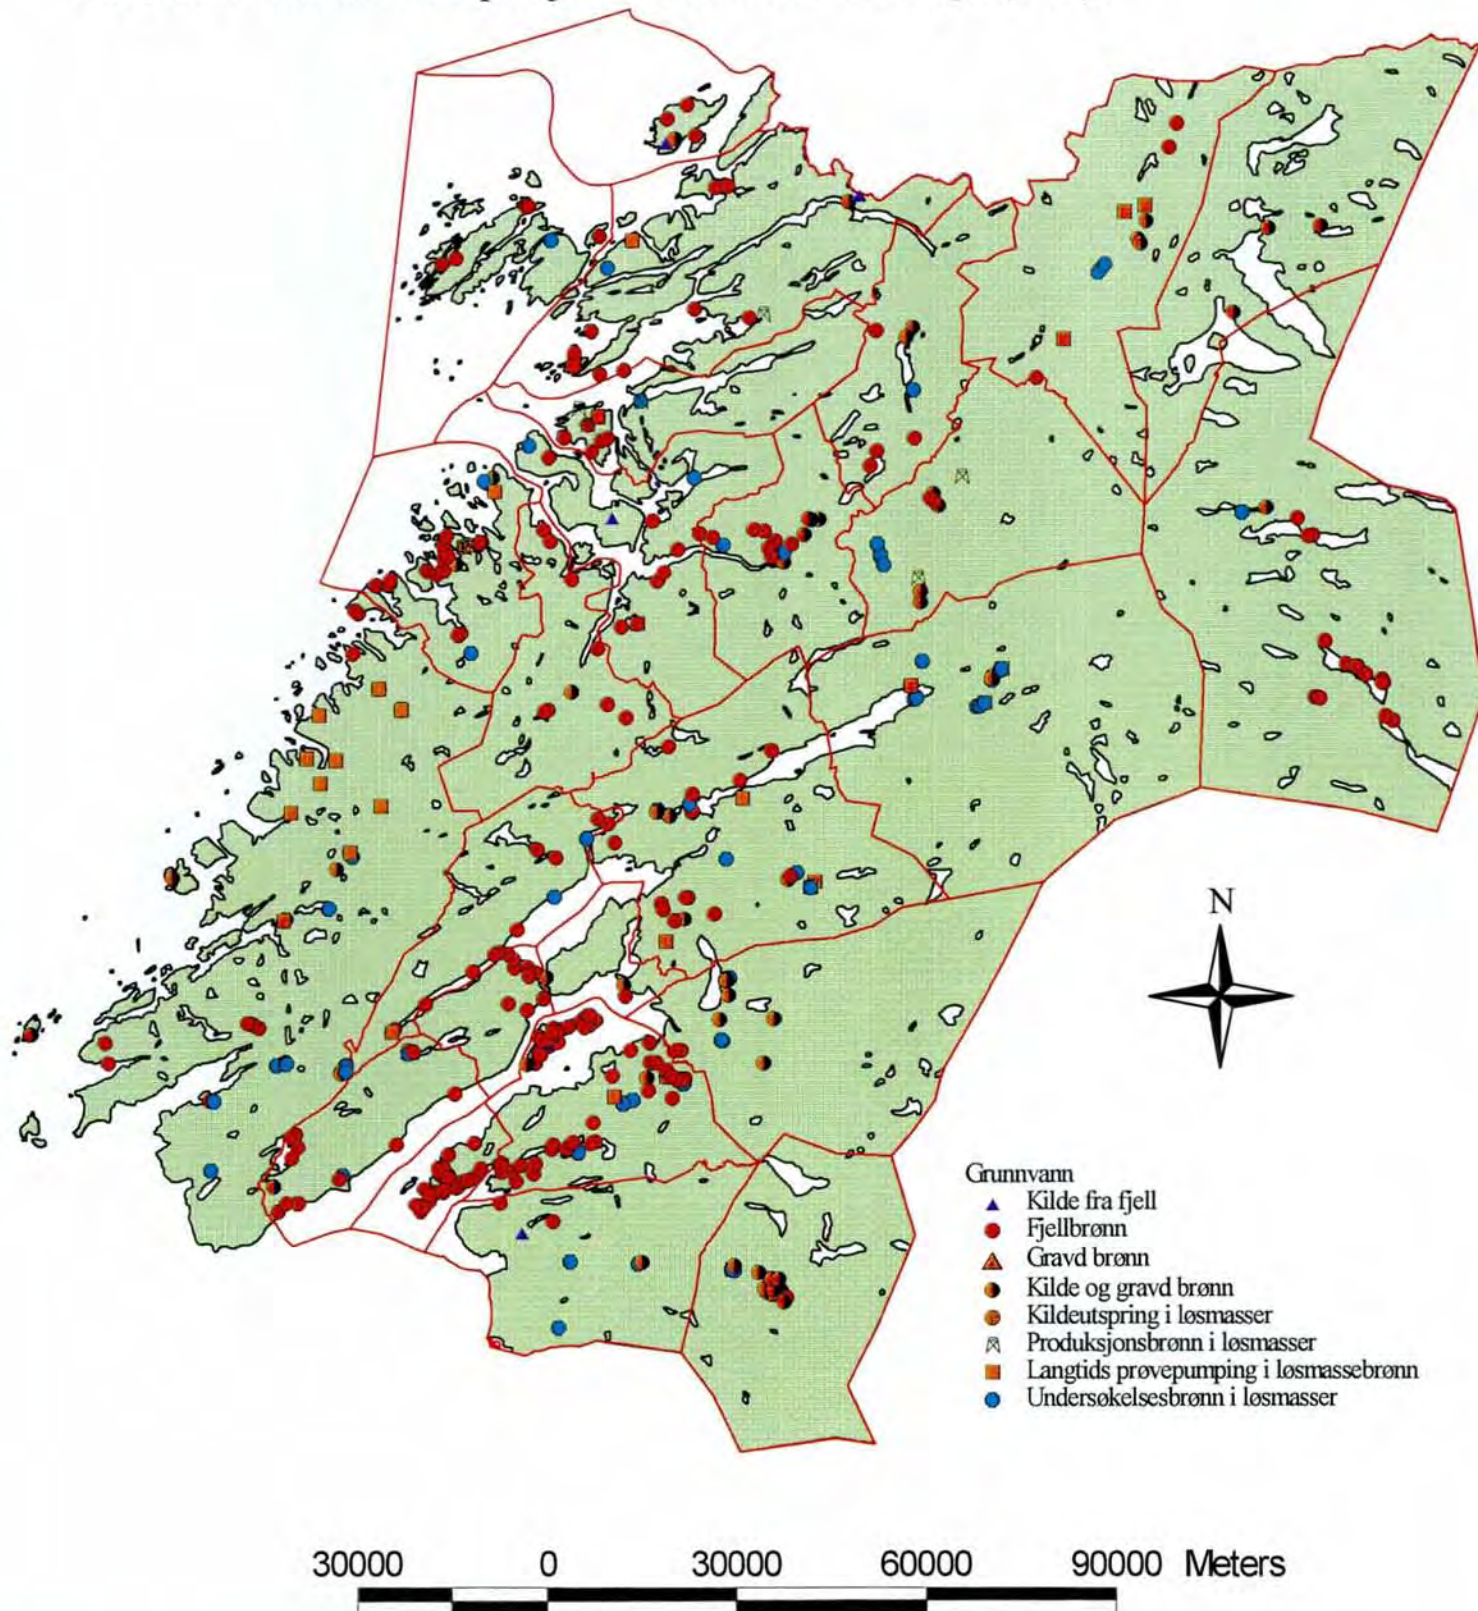 N
Grunnvann
Kilde fra fjell
Fjellbrønn
Gravd brønn
Kilde og gravd brønn
Kildeutspring i løsmasser
Produksjonsbrønn i løsmasser
Langtids prøvepumping i løsmassebrønn
Undersøkelsesbrønn i løsmasser
30000 0 30000 60000 90000 Meters